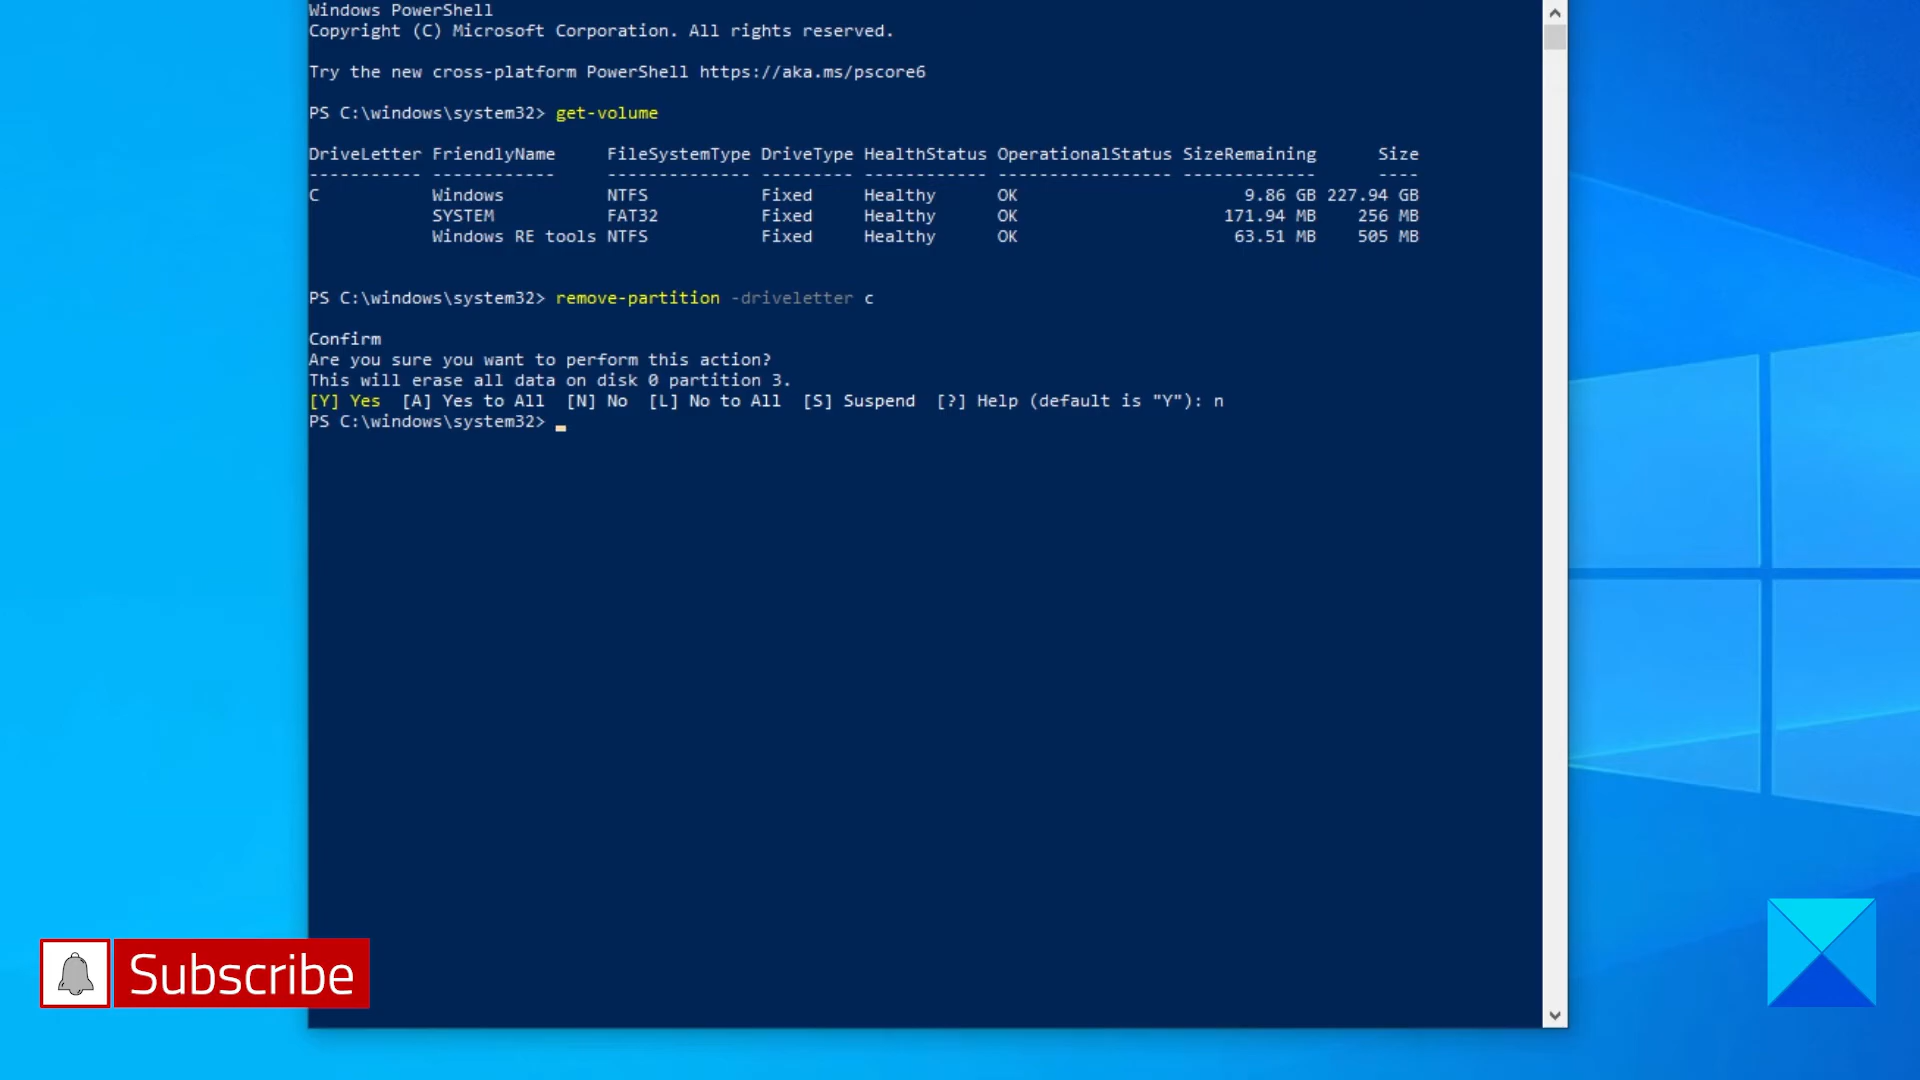 Windows PowerShell
Copyright (C) Microsoft Corporation. All rights reserved.
Try the new cross-platform PowerShell https://aka.ms/pscore6
PS C:\windows\system32> get-volume
DriveLetter FriendlyName     FileSystemType DriveType HealthStatus OperationalStatus SizeRemaining      Size
----------- ------------     -------------- --------- ------------ ----------------- -------------      ----
C           Windows          NTFS           Fixed     Healthy      OK                      9.86 GB 227.94 GB
            SYSTEM           FAT32          Fixed     Healthy      OK                    171.94 MB    256 MB
            Windows RE tools NTFS           Fixed     Healthy      OK                     63.51 MB    505 MB
PS C:\windows\system32> remove-partition -driveletter c
Confirm
Are you sure you want to perform this action?
This will erase all data on disk 0 partition 3.
[Y] Yes  [A] Yes to All  [N] No  [L] No to All  [S] Suspend  [?] Help (default is "Y"): n
PS C:\windows\system32>
Subscribe